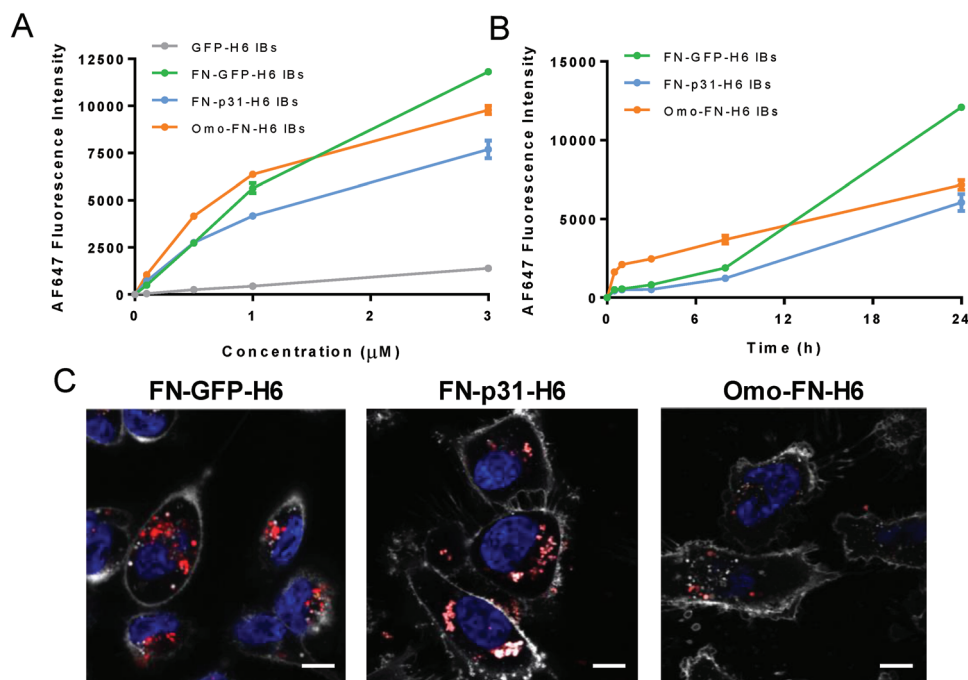 A
GFP-H6 IBs
FN-GFP-H6 IBs
FN-p31-H6 IBs
Omo-FN-H6 IBs
AF647 Fluorescence Intensity
12500
10000
7500
5000
2500
0
0
1
2
3
Concentration (μM)
B
FN-GFP-H6 IBs
FN-p31-H6 IBs
Omo-FN-H6 IBs
AF647 Fluorescence Intensity
15000
10000
5000
0
0
6
12
18
24
Time (h)
C
FN-GFP-H6
FN-p31-H6
Omo-FN-H6